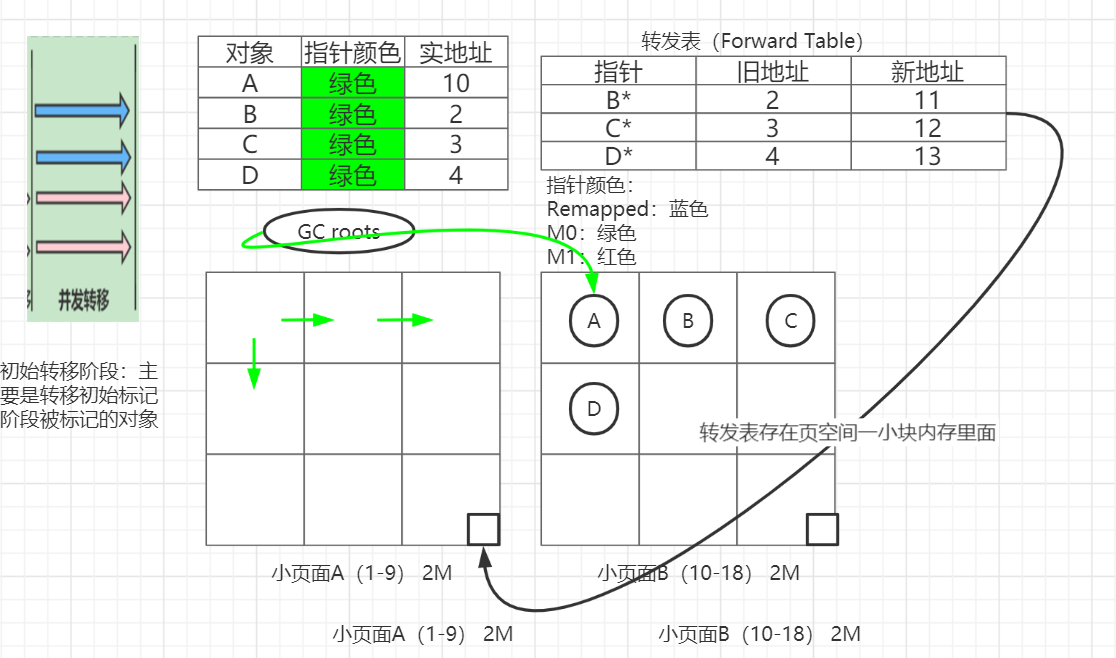 对象 指针颜色 实地址
A 绿色 10
B 绿色 2
C 绿色 3
D 绿色 4
转发表（Forward Table）
指针 旧地址 新地址
B* 2 11
C* 3 12
D* 4 13
指针颜色：
Remapped：蓝色
M0：绿色
M1：红色
GC roots
并发转移
初始转移阶段：主
要是转移初始标记
阶段被标记的对象
A B C
D
转发表存在页空间一小块内存里面
小页面A（1-9） 2M
小页面B（10-18） 2M
小页面A（1-9） 2M
小页面B（10-18） 2M